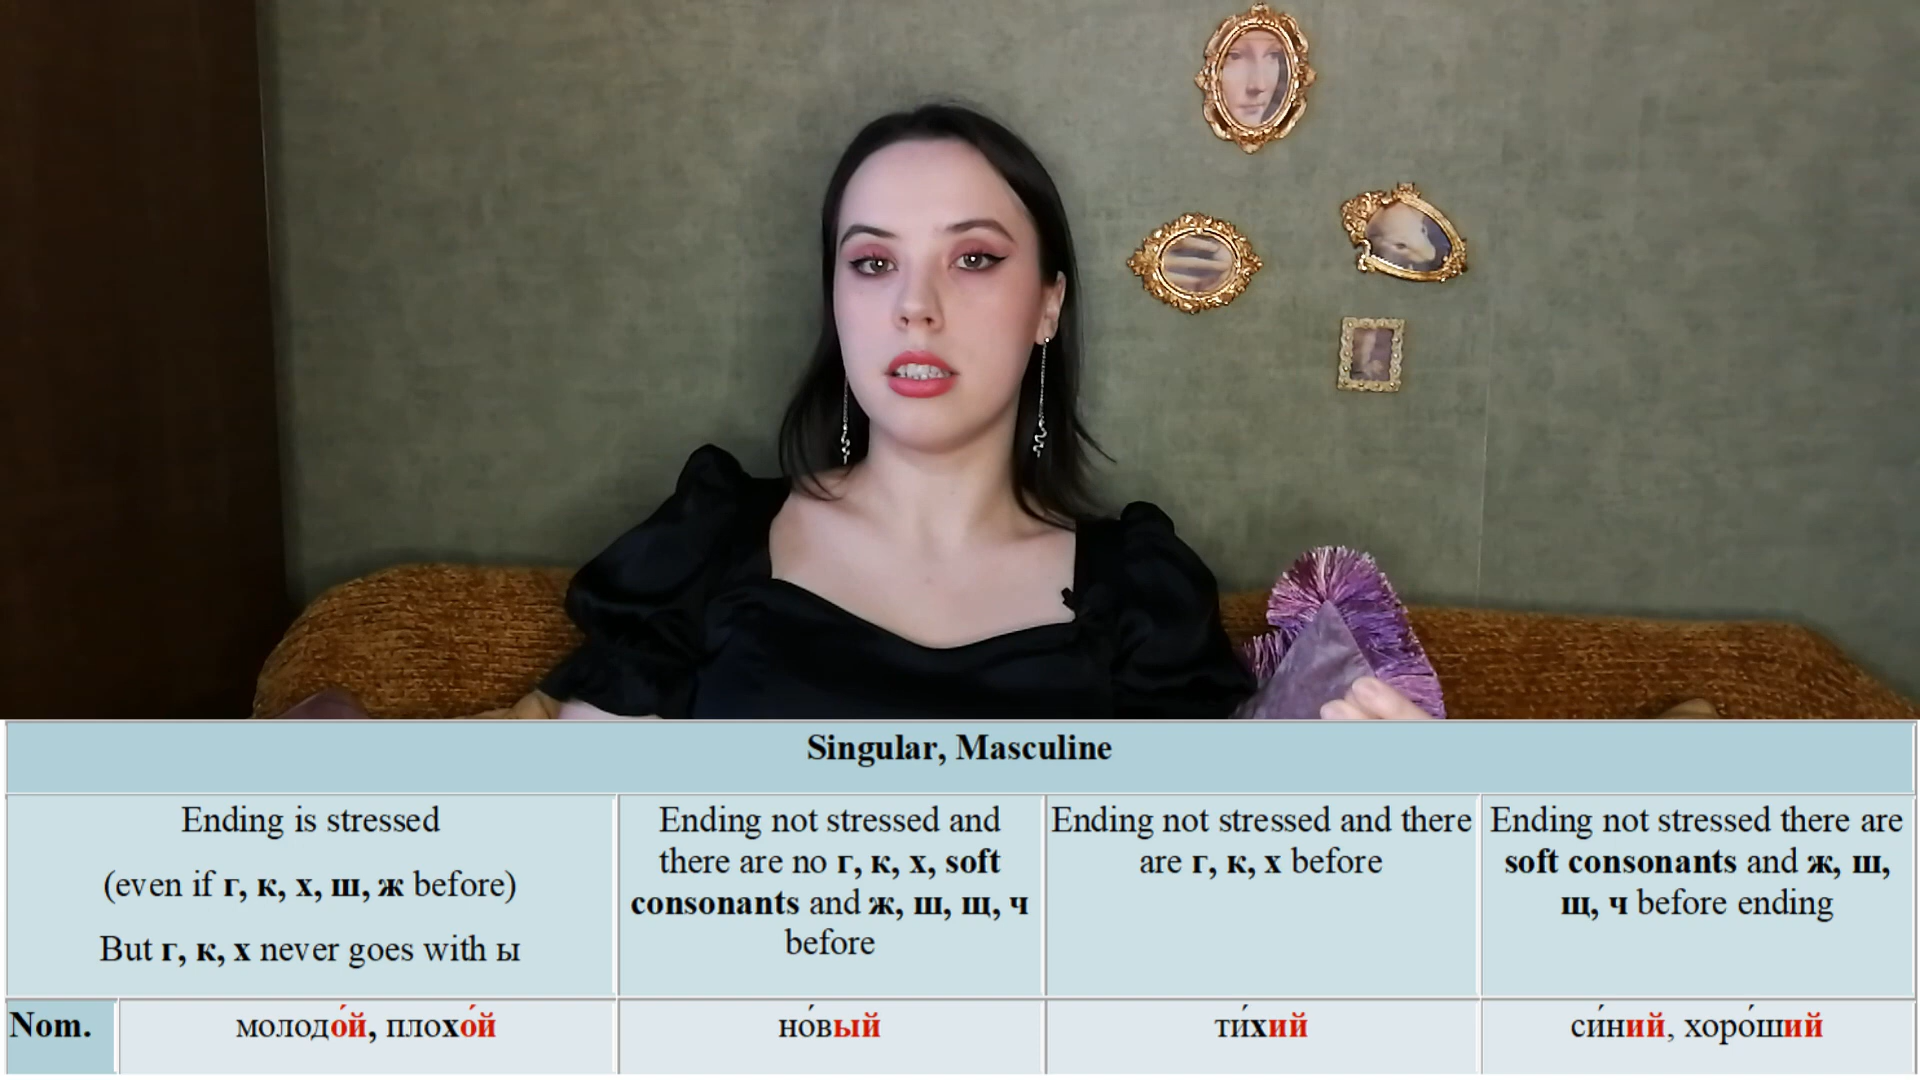 Singular, Masculine
Ending is stressed
(even if г, к, х, ш, ж before)
But г, к, х never goes with ы
Ending not stressed and
there are no г, к, х, soft
consonants and ж, ш, щ, ч
before
Ending not stressed and there
are г, к, х before
Ending not stressed there are
soft consonants and ж, ш,
щ, ч before ending
Nom.
молодо́й, плохо́й
но́вый
ти́хий
си́ний, хоро́ший